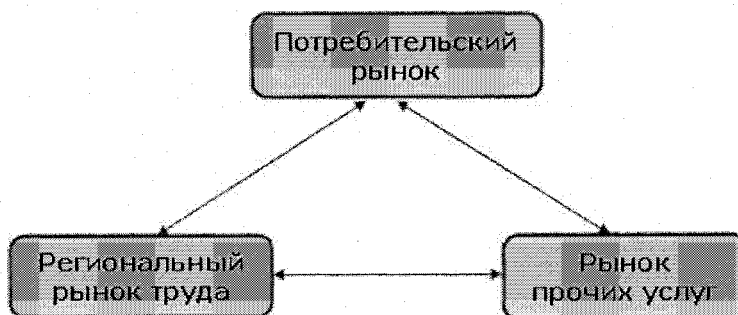 Потребительский
рынок
Региональный
рынок труда
Рынок
прочих услуг